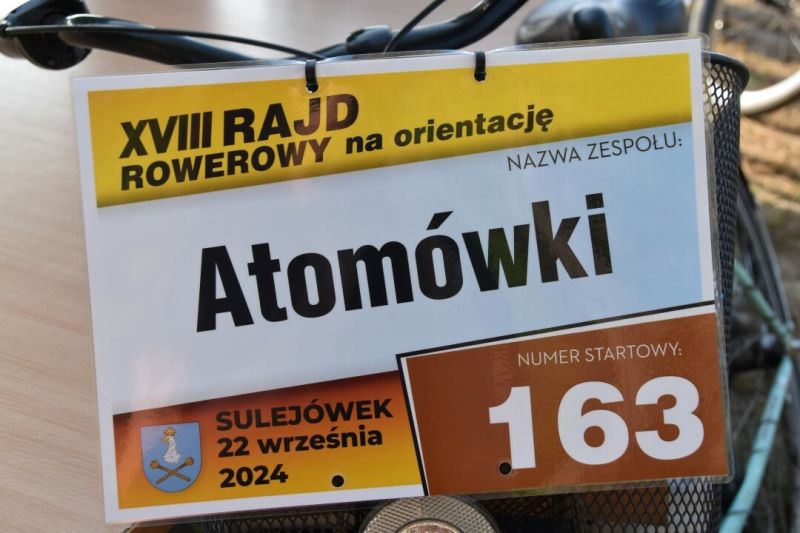 XVIII RAJD
ROWEROWY na orientację
NAZWA ZESPOŁU:
Atomówki
NUMER STARTOWY:
163
SULEJÓWEK
22 września
2024